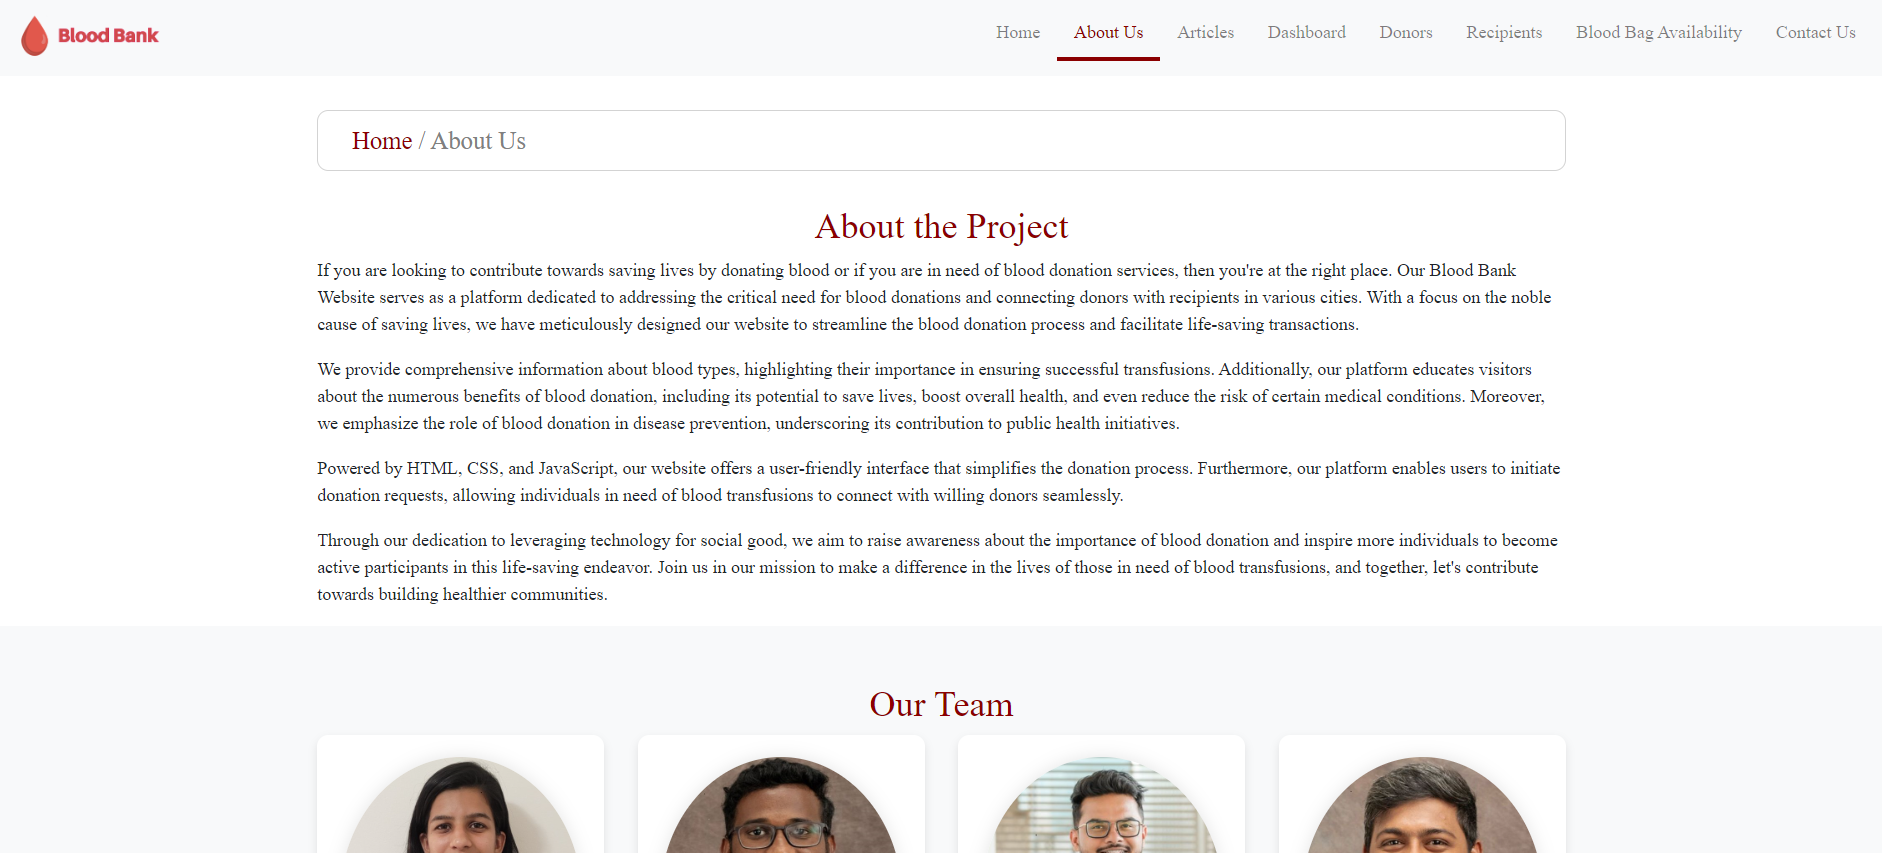 Blood Bank
Home
About Us
Articles
Dashboard
Donors
Recipients
Blood Bag Availability
Contact Us
Home / About Us
About the Project
If you are looking to contribute towards saving lives by donating blood or if you are in need of blood donation services, then you're at the right place. Our Blood Bank
Website serves as a platform dedicated to addressing the critical need for blood donations and connecting donors with recipients in various cities. With a focus on the noble
cause of saving lives, we have meticulously designed our website to streamline the blood donation process and facilitate life-saving transactions.
We provide comprehensive information about blood types, highlighting their importance in ensuring successful transfusions. Additionally, our platform educates visitors
about the numerous benefits of blood donation, including its potential to save lives, boost overall health, and even reduce the risk of certain medical conditions. Moreover,
we emphasize the role of blood donation in disease prevention, underscoring its contribution to public health initiatives.
Powered by HTML, CSS, and JavaScript, our website offers a user-friendly interface that simplifies the donation process. Furthermore, our platform enables users to initiate
donation requests, allowing individuals in need of blood transfusions to connect with willing donors seamlessly.
Through our dedication to leveraging technology for social good, we aim to raise awareness about the importance of blood donation and inspire more individuals to become
active participants in this life-saving endeavor. Join us in our mission to make a difference in the lives of those in need of blood transfusions, and together, let's contribute
towards building healthier communities.
Our Team